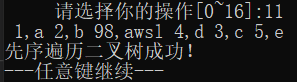 请选择你的操作[0~16]:11
1,a 2,b 98,awsl 4,d 3,c 5,e
先序遍历二叉树成功!
---任意键继续---